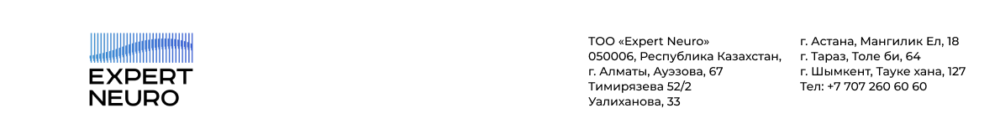 EXPERT
NEURO
ТОО «Expert Neuro»
050006, Республика Казахстан,
г. Алматы, Ауэзова, 67
Тимирязева 52/2
Уалиханова, 33
г. Астана, Мангилик Ел, 18
г. Тараз, Толе би, 64
г. Шымкент, Тауке хана, 127
Тел: +7 707 260 60 60